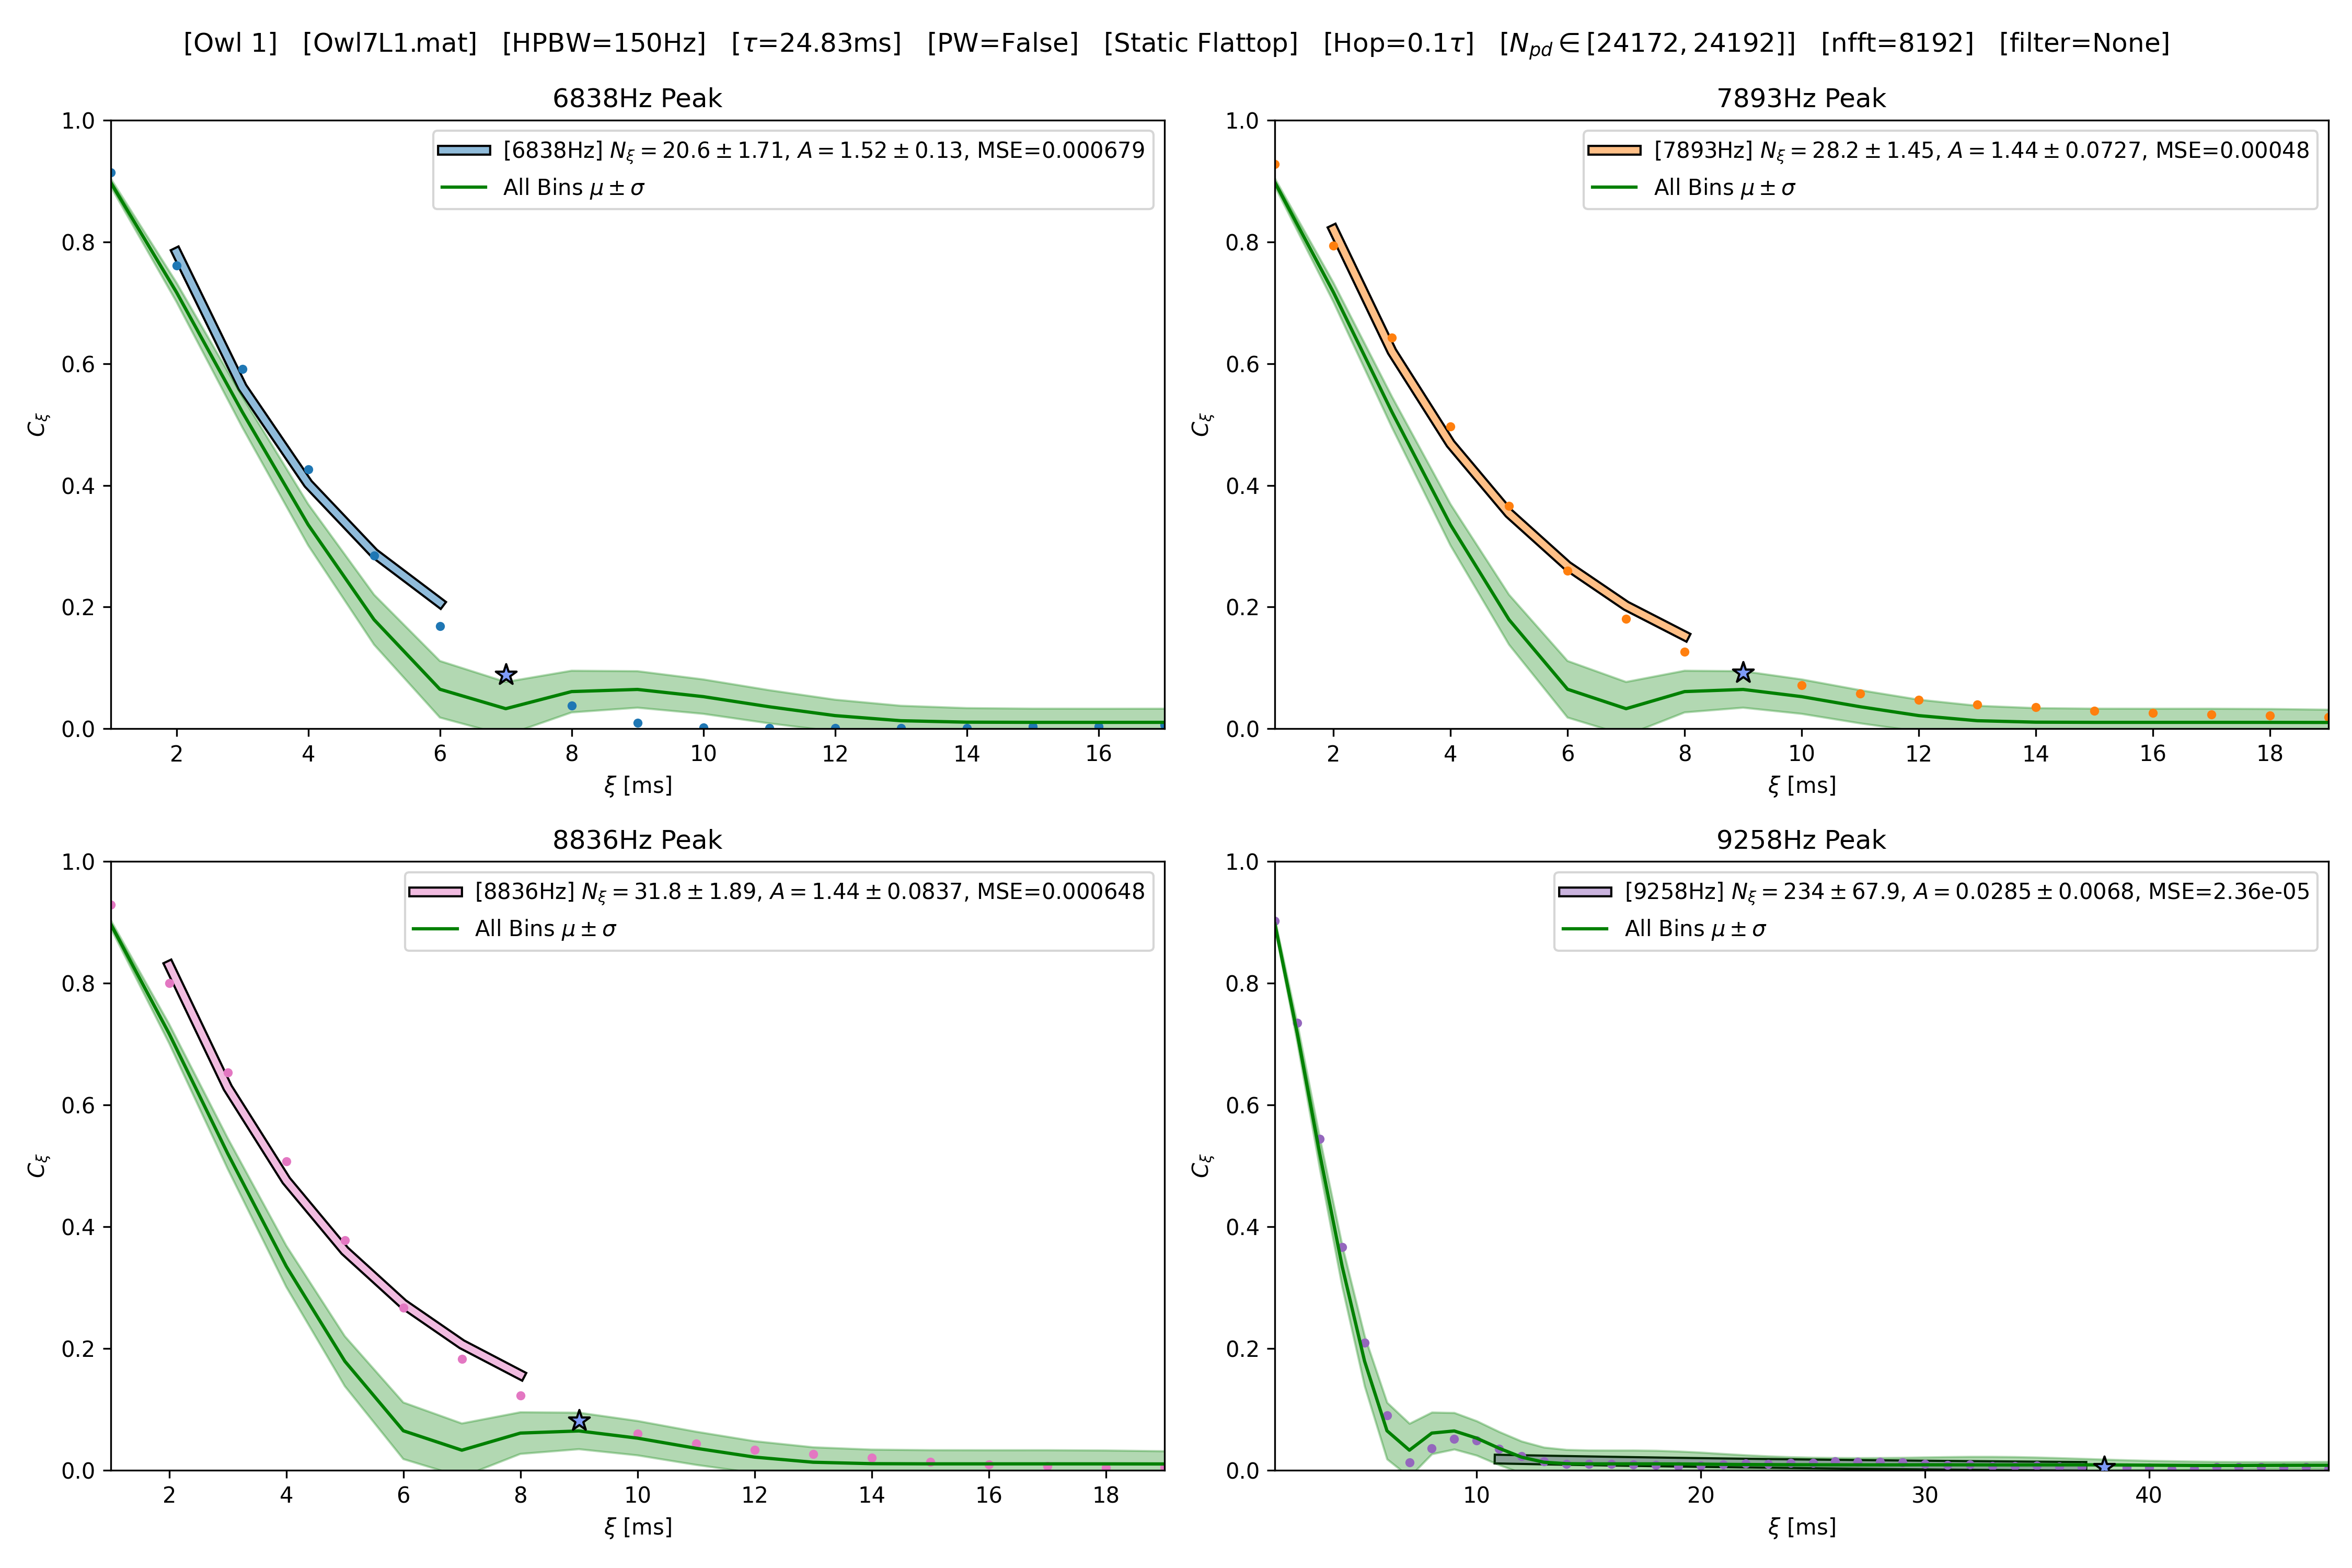 [Owl 1] [Owl7L1.mat] [HPBW=150Hz] [τ=24.83ms] [PW=False] [Static Flattop] [Hop=0.1τ] [N_pd ∈ [24172, 24192]] [nfft=8192] [filter=None]
6838Hz Peak
1.0
0.8
0.6
0.4
0.2
0.0
C_ξ
[6838Hz] N_ξ = 20.6 ± 1.71, A = 1.52 ± 0.13, MSE=0.000679
All Bins μ ± σ
2 4 6 8 10 12 14 16
ξ [ms]
7893Hz Peak
1.0
0.8
0.6
0.4
0.2
0.0
C_ξ
[7893Hz] N_ξ = 28.2 ± 1.45, A = 1.44 ± 0.0727, MSE=0.00048
All Bins μ ± σ
2 4 6 8 10 12 14 16 18
ξ [ms]
8836Hz Peak
1.0
0.8
0.6
0.4
0.2
0.0
C_ξ
[8836Hz] N_ξ = 31.8 ± 1.89, A = 1.44 ± 0.0837, MSE=0.000648
All Bins μ ± σ
2 4 6 8 10 12 14 16 18
ξ [ms]
9258Hz Peak
1.0
0.8
0.6
0.4
0.2
0.0
C_ξ
[9258Hz] N_ξ = 234 ± 67.9, A = 0.0285 ± 0.0068, MSE=2.36e-05
All Bins μ ± σ
10 20 30 40
ξ [ms]